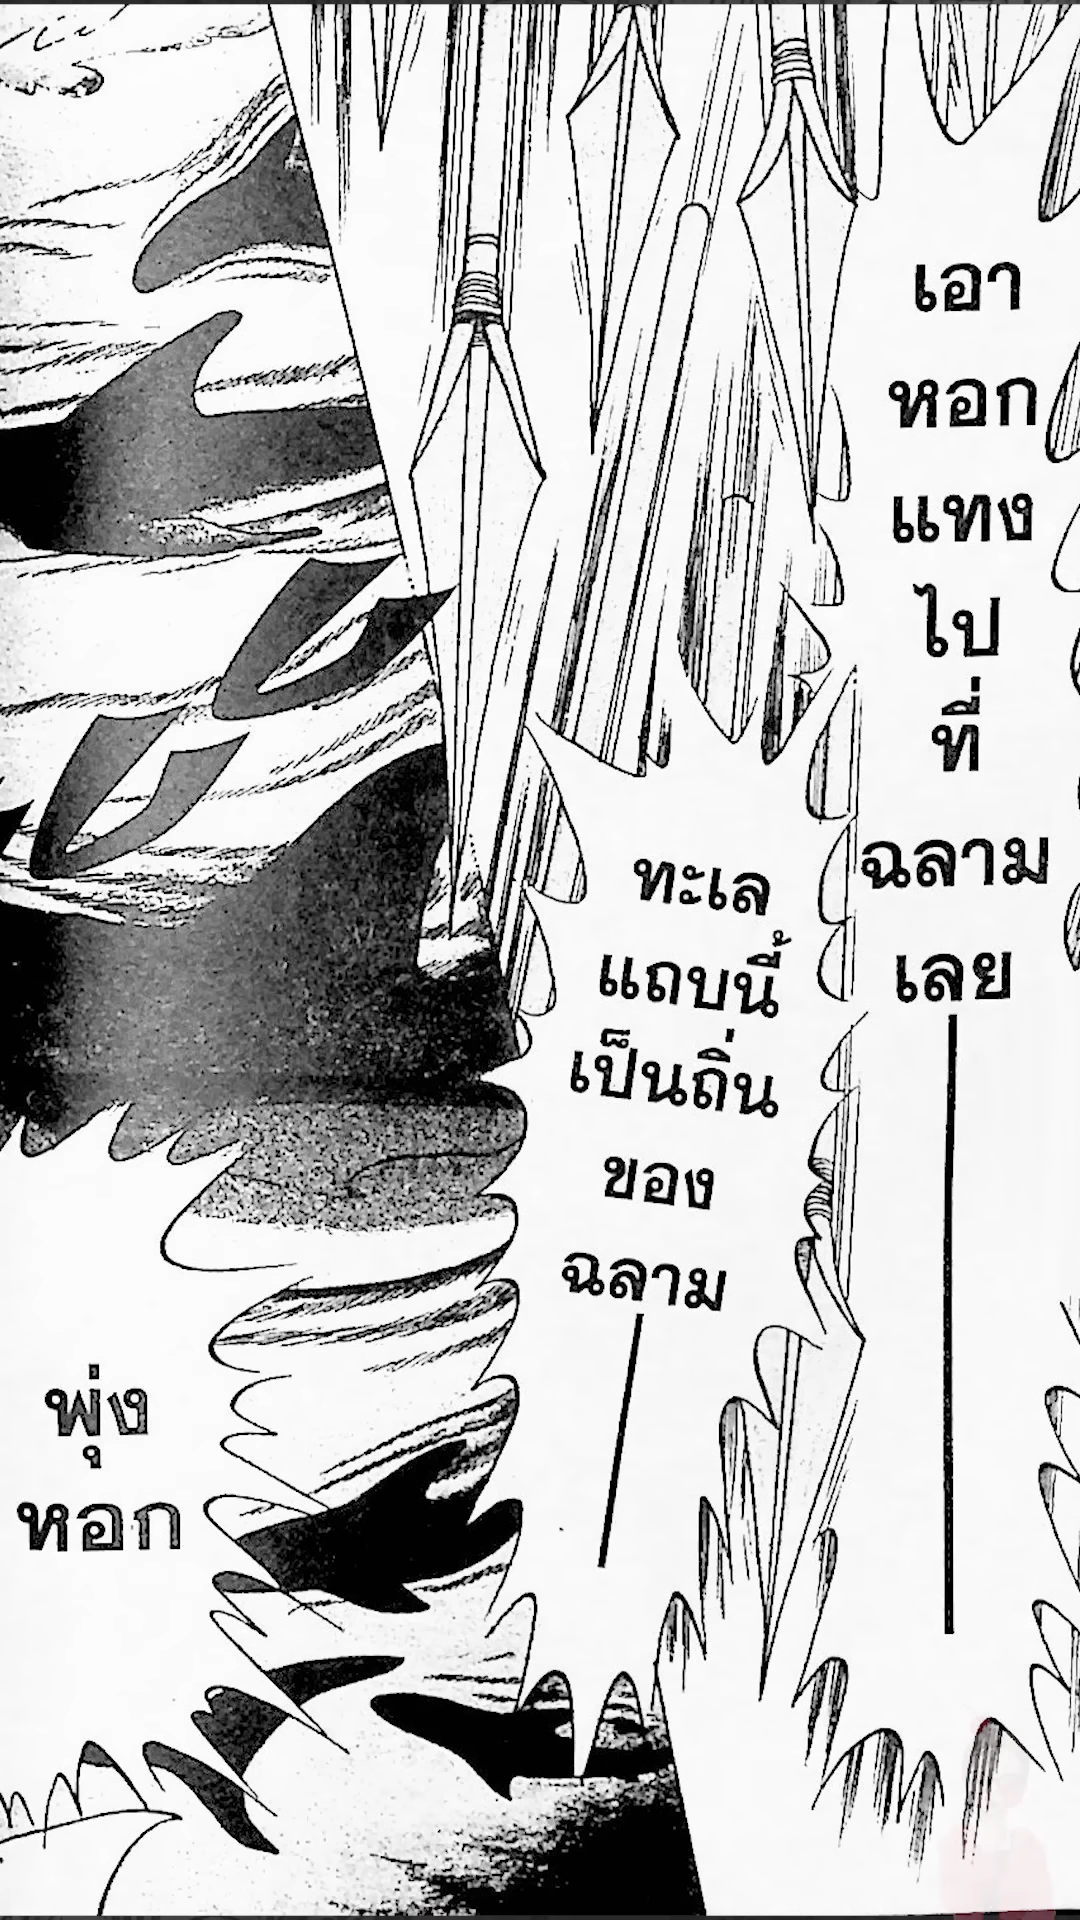 เอา
หอก
แทง
ไป
ที่
ฉลาม
เลย
ทะเล
แถบนี้
เป็นถิ่น
ของ
ฉลาม
พุ่ง
หอก